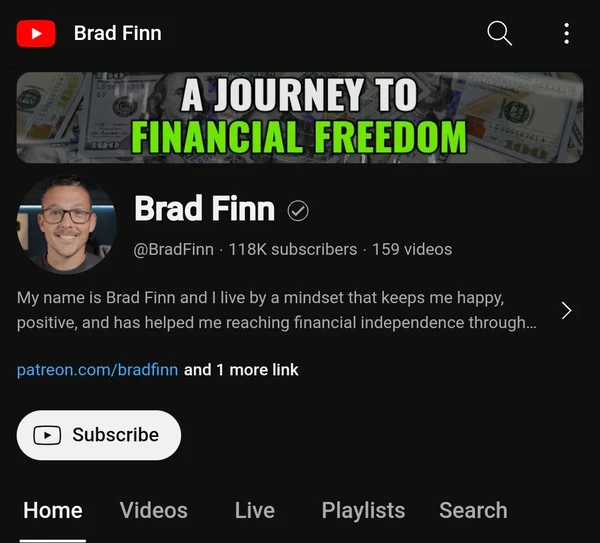 Brad Finn
A JOURNEY TO
FINANCIAL FREEDOM
Brad Finn
@BradFinn · 118K subscribers · 159 videos
My name is Brad Finn and I live by a mindset that keeps me happy,
positive, and has helped me reaching financial independence through...
patreon.com/bradfinn and 1 more link
Subscribe
Home Videos Live Playlists Search